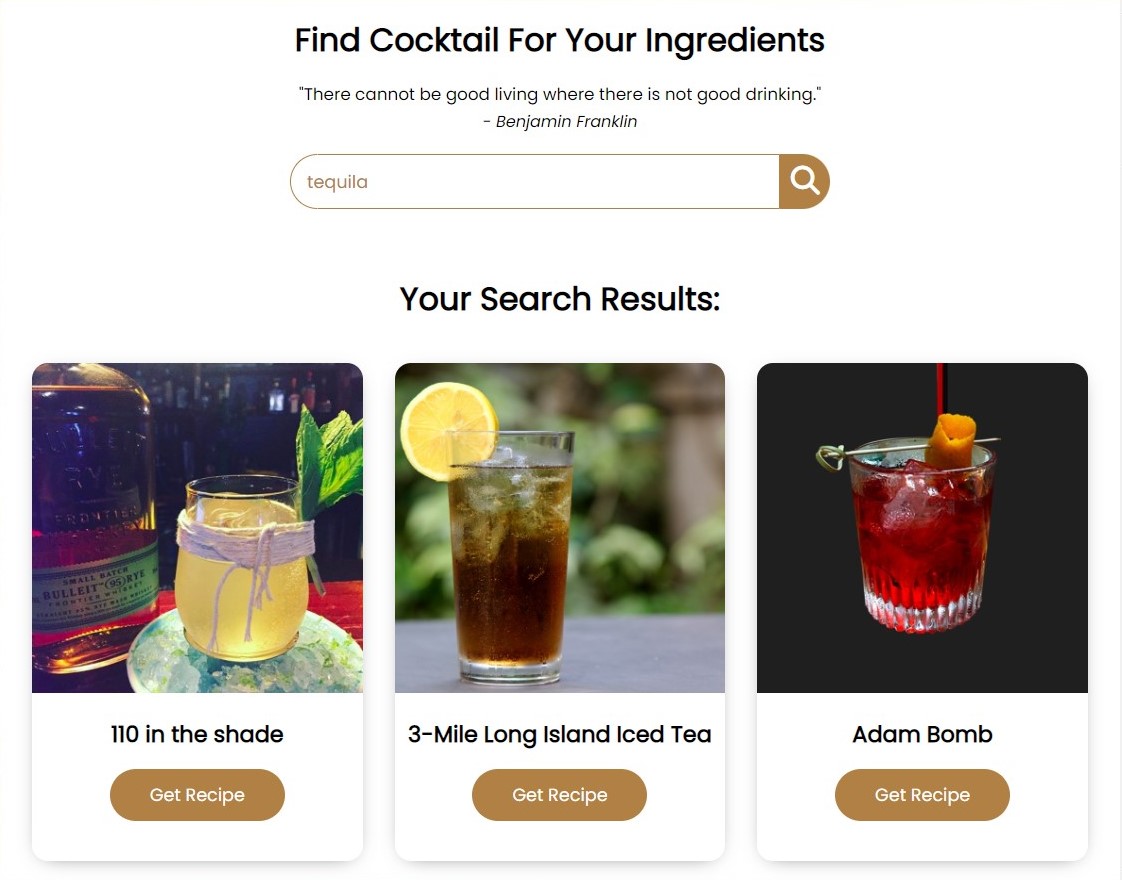 Find Cocktail For Your Ingredients
"There cannot be good living where there is not good drinking."
- Benjamin Franklin
tequila
Your Search Results:
BULLEIT
RYE
FRONTIER
SMALL BATCH
BULLEIT 95 RYE
FRONTIER WHISKEY
110 in the shade
3-Mile Long Island Iced Tea
Adam Bomb
Get Recipe
Get Recipe
Get Recipe